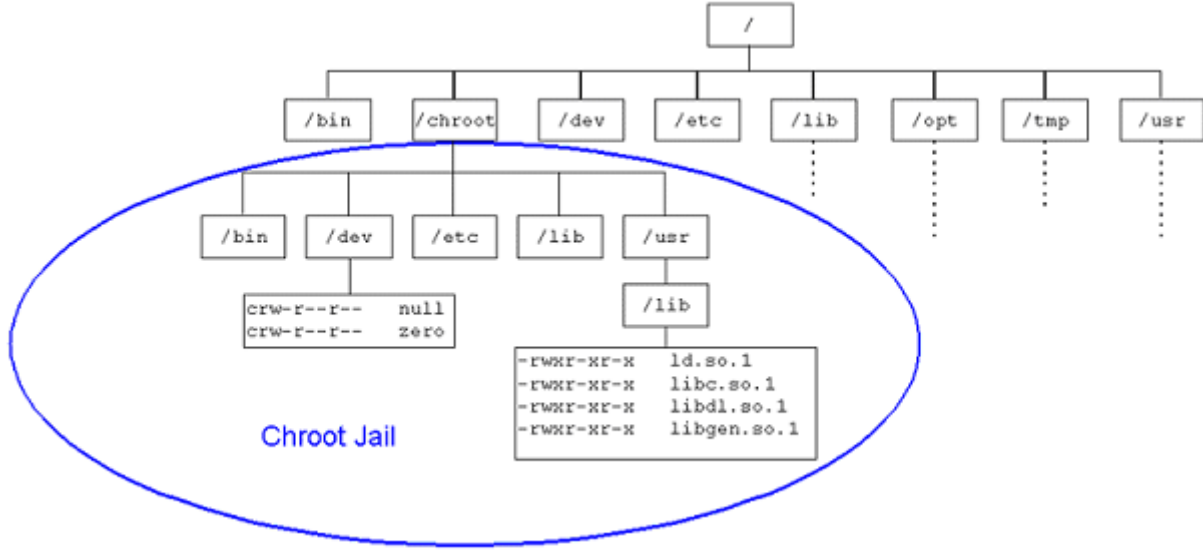 /
/bin /chroot /dev /etc /lib /opt /tmp /usr
/bin /dev /etc /lib /usr
crw-r--r-- null
crw-r--r-- zero
/lib
-rwxr-xr-x ld.so.1
-rwxr-xr-x libc.so.1
-rwxr-xr-x libdl.so.1
-rwxr-xr-x libgen.so.1
Chroot Jail